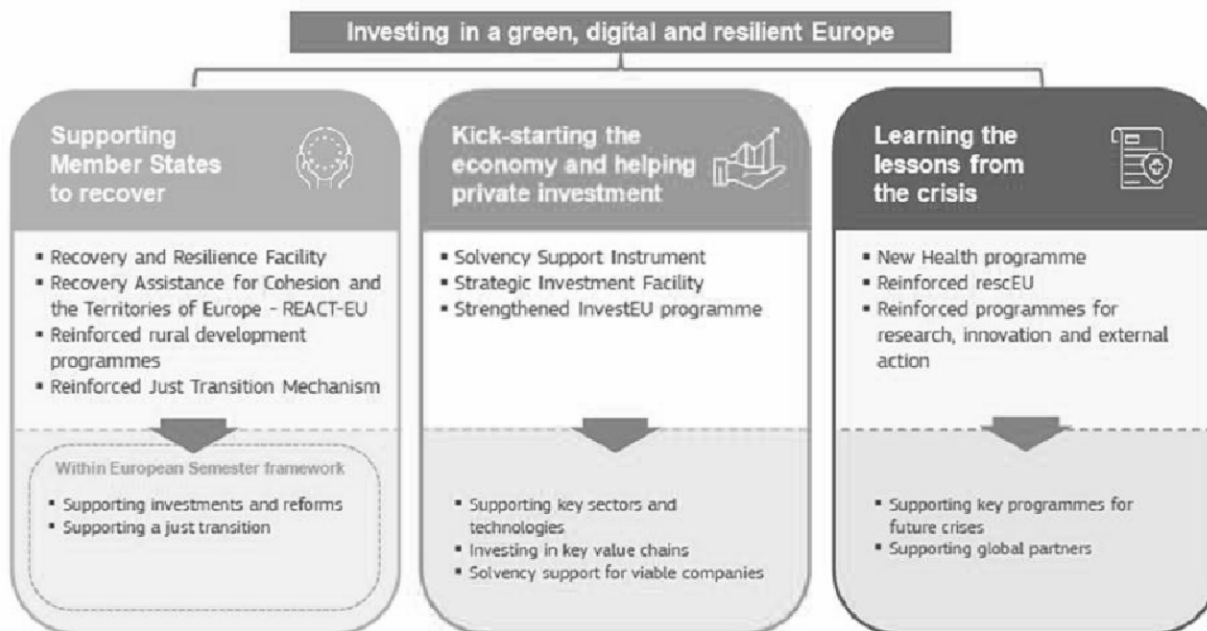 Investing in a green, digital and resilient Europe
Supporting
Member States
to recover
▪ Recovery and Resilience Facility
▪ Recovery Assistance for Cohesion and
the Territories of Europe - REACT-EU
▪ Reinforced rural development
programmes
▪ Reinforced Just Transition Mechanism
Within European Semester framework
▪ Supporting investments and reforms
▪ Supporting a just transition
Kick-starting the
economy and helping
private investment
▪ Solvency Support Instrument
▪ Strategic Investment Facility
▪ Strengthened InvestEU programme
▪ Supporting key sectors and
technologies
▪ Investing in key value chains
▪ Solvency support for viable companies
Learning the
lessons from
the crisis
▪ New Health programme
▪ Reinforced rescEU
▪ Reinforced programmes for
research, innovation and external
action
▪ Supporting key programmes for
future crises
▪ Supporting global partners